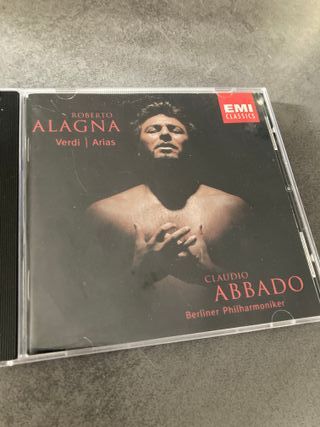 ROBERTO
ALAGNA
Verdi | Arias
EMI
CLASSICS
CLAUDIO
ABBADO
Berliner Philharmoniker